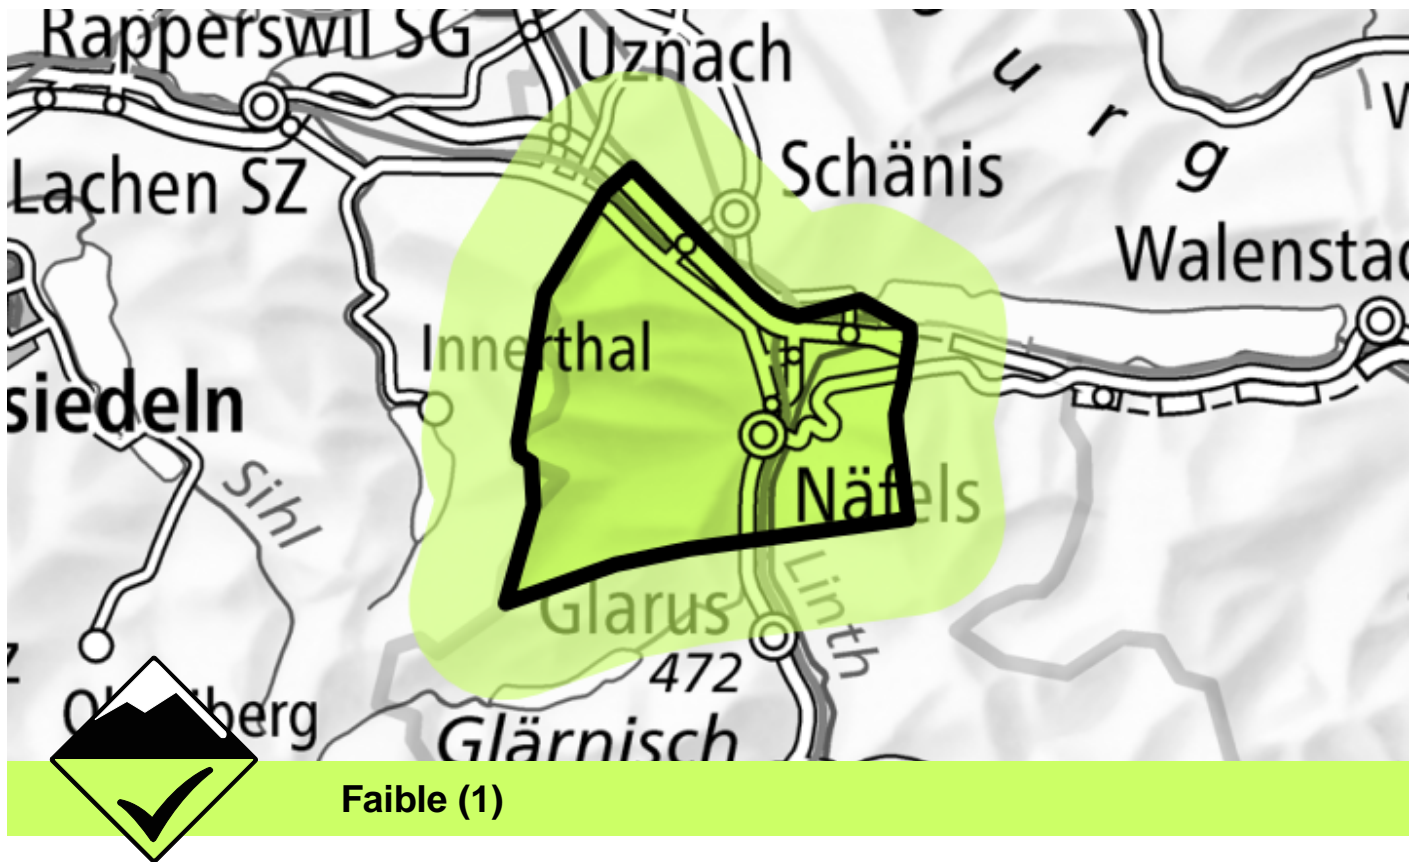 Rapperswil SG
Uznach
u
r
g
Schänis
Lachen SZ
Walenstad
Innerthal
siedeln
Sihl
Näfels
Linth
Glarus
472
Glärnisch
Faible (1)